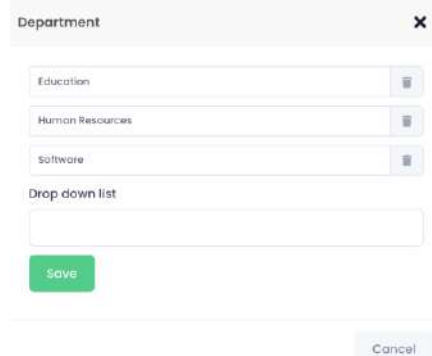 Department
Education
Human Resources
Software
Drop down list
Save
Cancel